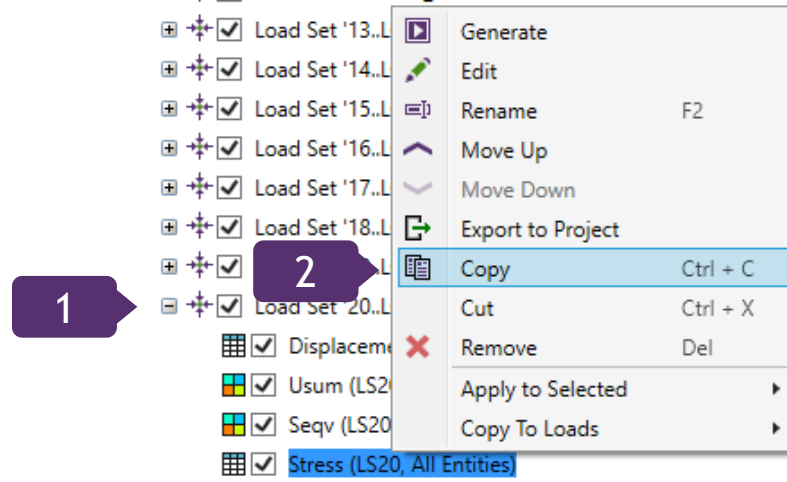 Load Set '13..L
Generate
Load Set '14..L
Edit
Load Set '15..L
Rename F2
Load Set '16..L
Move Up
Load Set '17..L
Move Down
Load Set '18..L
Export to Project
2
Copy Ctrl + C
1
Load Set '20..L
Cut Ctrl + X
Displaceme
Remove Del
Usum (LS20
Apply to Selected
Seqv (LS20
Copy To Loads
Stress (LS20, All Entities)